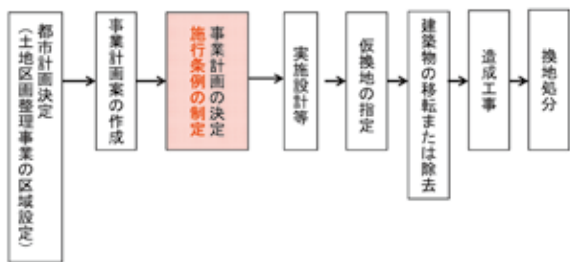 都市計画決定
（土地区画整理事業の区域設定）
事業計画案の作成
事業計画の決定
施行条例の制定
実施設計等
仮換地の指定
建築物の移転または除去
造成工事
換地処分